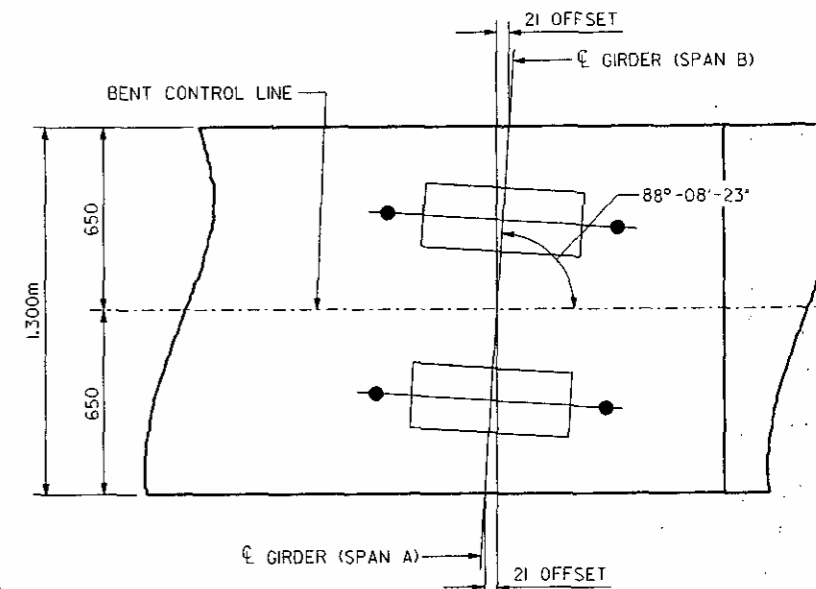 21 OFFSET
℄ GIRDER (SPAN B)
BENT CONTROL LINE
88°-08'-23"
650
1.300m
650
℄ GIRDER (SPAN A)
21 OFFSET